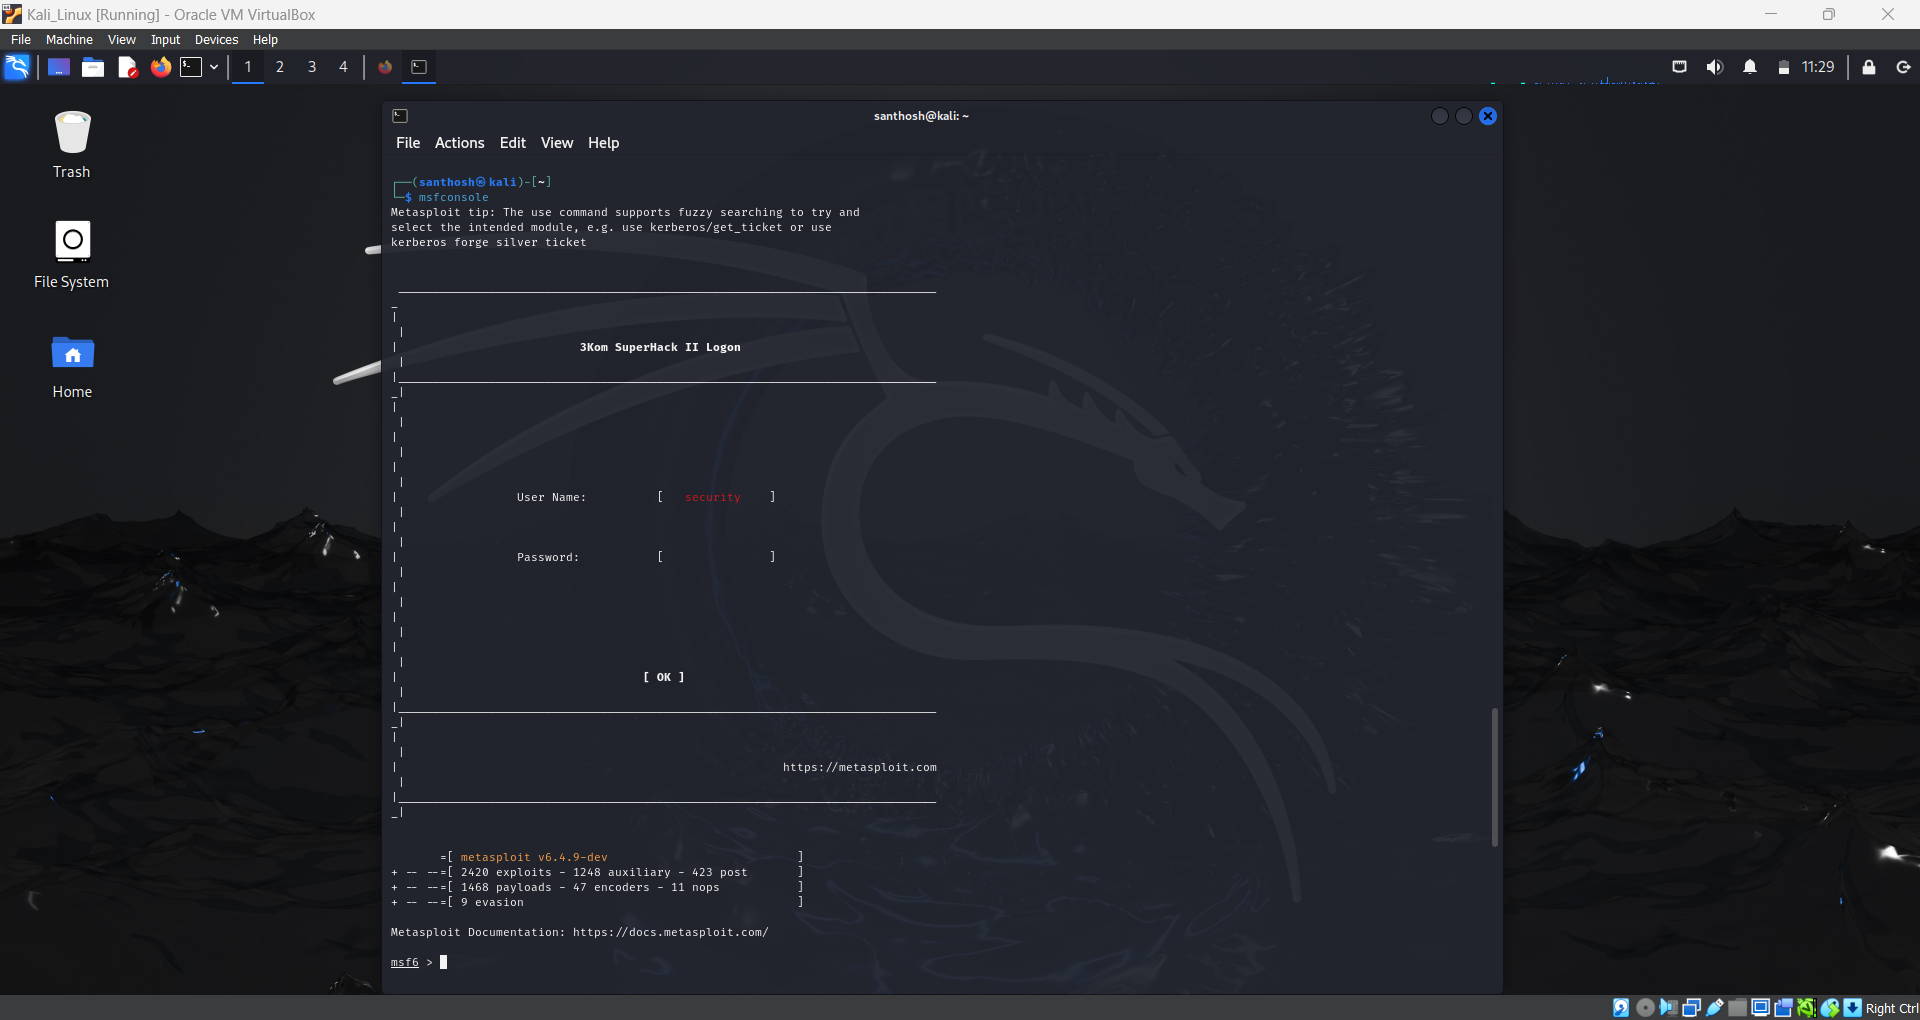 Kali_Linux [Running] - Oracle VM VirtualBox
File Machine View Input Devices Help
1 2 3 4 11:29
Trash
File System
Home
santhosh@kali: ~
File Actions Edit View Help
┌──(santhosh㉿kali)-[~]
└─$ msfconsole
Metasploit tip: The use command supports fuzzy searching to try and
select the intended module, e.g. use kerberos/get_ticket or use
kerberos forge silver ticket
3Kom SuperHack II Logon
User Name: [ security ]
Password: [ ]
[ OK ]
https://metasploit.com
=[ metasploit v6.4.9-dev ]
+ -- --=[ 2420 exploits - 1248 auxiliary - 423 post ]
+ -- --=[ 1468 payloads - 47 encoders - 11 nops ]
+ -- --=[ 9 evasion ]
Metasploit Documentation: https://docs.metasploit.com/
msf6 >
Right Ctrl